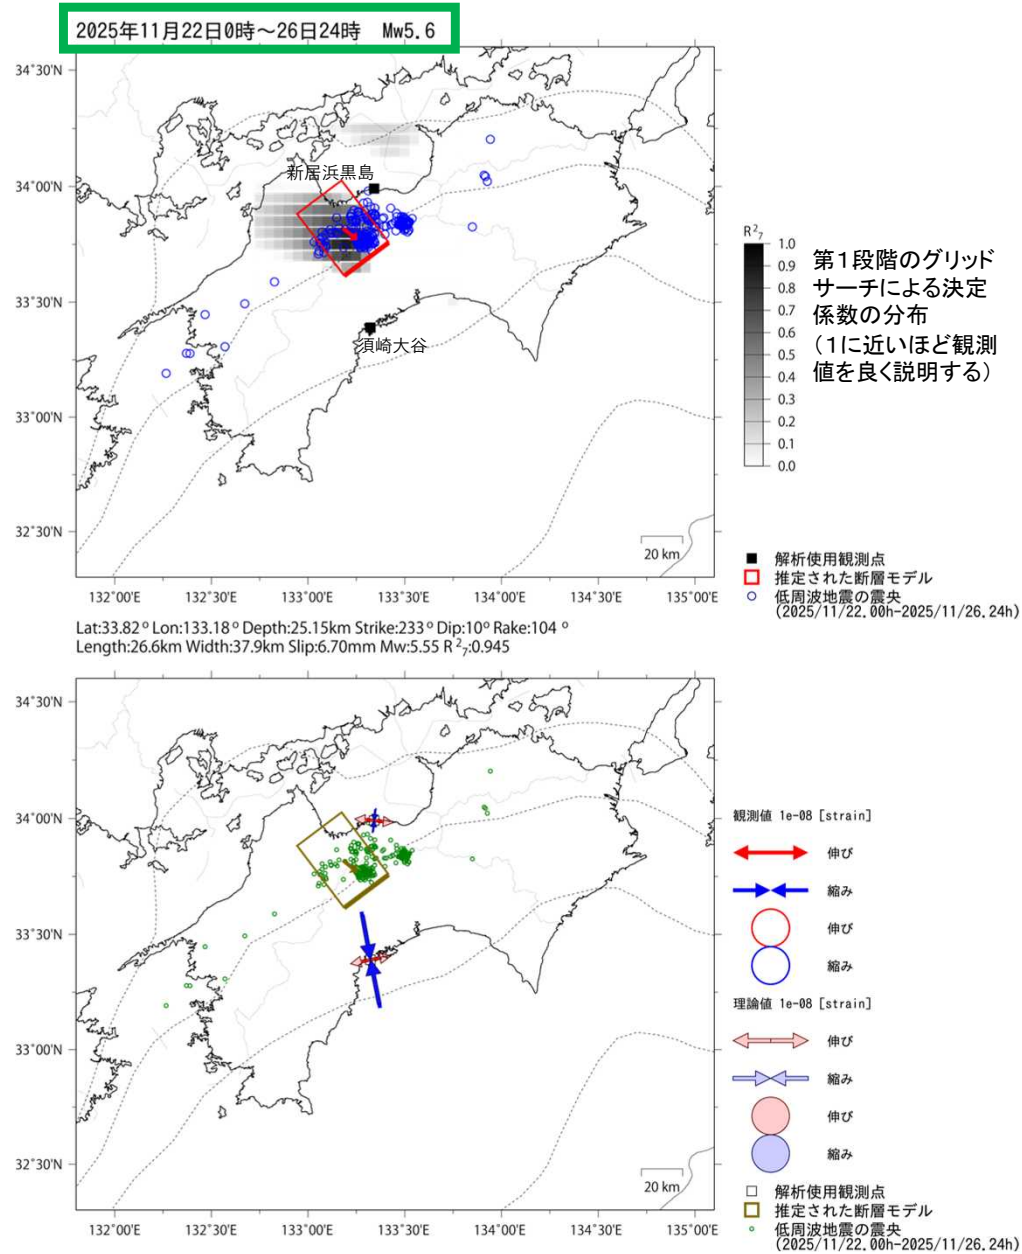 2025年11月22日0時～26日24時 Mw5.6
34°30'N
34°00'N
33°30'N
33°00'N
32°30'N
132°00'E
132°30'E
133°00'E
133°30'E
134°00'E
134°30'E
135°00'E
新居浜黒島
須崎大谷
20 km
R²₇
1.0
0.9
0.8
0.7
0.6
0.5
0.4
0.3
0.2
0.1
0.0
第１段階のグリッド
サーチによる決定
係数の分布
（１に近いほど観測
値を良く説明する）
解析使用観測点
推定された断層モデル
低周波地震の震央
(2025/11/22.00h-2025/11/26.24h)
Lat:33.82° Lon:133.18° Depth:25.15km Strike:233° Dip:10° Rake:104 °
Length:26.6km Width:37.9km Slip:6.70mm Mw:5.55 R²₇:0.945
34°30'N
34°00'N
33°30'N
33°00'N
32°30'N
132°00'E
132°30'E
133°00'E
133°30'E
134°00'E
134°30'E
135°00'E
20 km
観測値 1e-08 [strain]
伸び
縮み
伸び
縮み
理論値 1e-08 [strain]
伸び
縮み
伸び
縮み
解析使用観測点
推定された断層モデル
低周波地震の震央
(2025/11/22.00h-2025/11/26.24h)